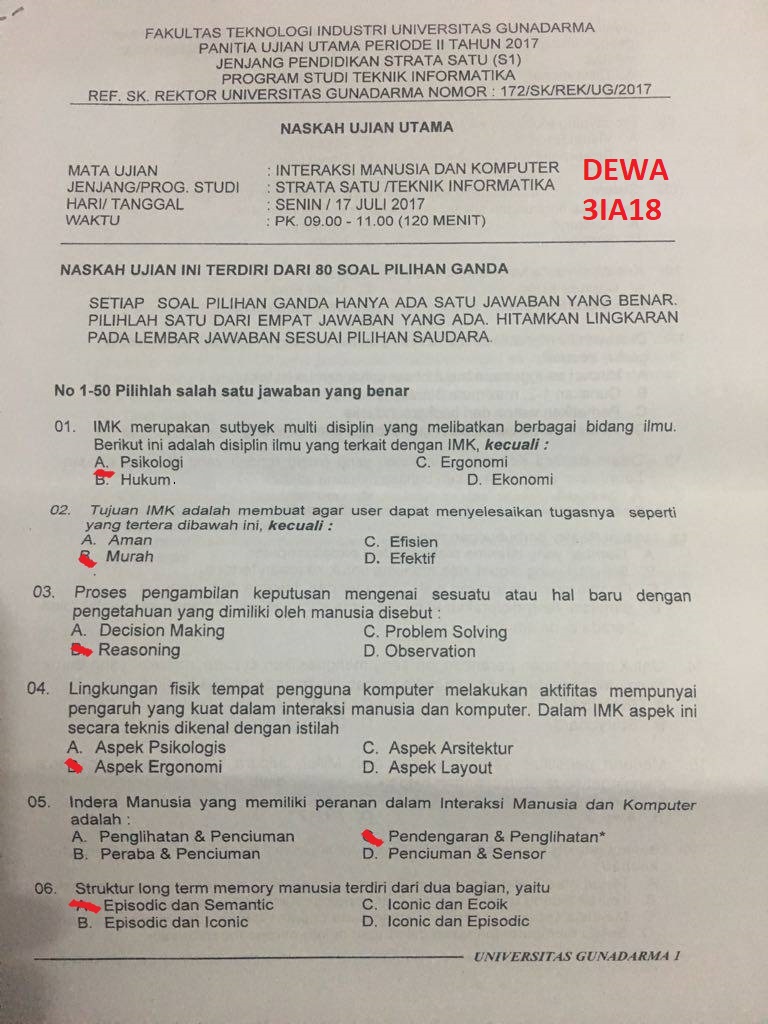 FAKULTAS TEKNOLOGI INDUSTRI UNIVERSITAS GUNADARMA
PANITIA UJIAN UTAMA PERIODE II TAHUN 2017
JENJANG PENDIDIKAN STRATA SATU (S1)
PROGRAM STUDI TEKNIK INFORMATIKA
REF. SK. REKTOR UNIVERSITAS GUNADARMA NOMOR : 172/SK/REK/UG/2017
NASKAH UJIAN UTAMA
MATA UJIAN : INTERAKSI MANUSIA DAN KOMPUTER DEWA
JENJANG/PROG. STUDI : STRATA SATU /TEKNIK INFORMATIKA
HARI/ TANGGAL : SENIN / 17 JULI 2017 3IA18
WAKTU : PK. 09.00 - 11.00 (120 MENIT)
NASKAH UJIAN INI TERDIRI DARI 80 SOAL PILIHAN GANDA
SETIAP SOAL PILIHAN GANDA HANYA ADA SATU JAWABAN YANG BENAR.
PILIHLAH SATU DARI EMPAT JAWABAN YANG ADA. HITAMKAN LINGKARAN
PADA LEMBAR JAWABAN SESUAI PILIHAN SAUDARA.
No 1-50 Pilihlah salah satu jawaban yang benar
01. IMK merupakan sutbyek multi disiplin yang melibatkan berbagai bidang ilmu.
Berikut ini adalah disiplin ilmu yang terkait dengan IMK, kecuali :
A. Psikologi C. Ergonomi
B. Hukum. D. Ekonomi
02. Tujuan IMK adalah membuat agar user dapat menyelesaikan tugasnya seperti
yang tertera dibawah ini, kecuali :
A. Aman C. Efisien
B. Murah D. Efektif
03. Proses pengambilan keputusan mengenai sesuatu atau hal baru dengan
pengetahuan yang dimiliki oleh manusia disebut :
A. Decision Making C. Problem Solving
B. Reasoning D. Observation
04. Lingkungan fisik tempat pengguna komputer melakukan aktifitas mempunyai
pengaruh yang kuat dalam interaksi manusia dan komputer. Dalam IMK aspek ini
secara teknis dikenal dengan istilah
A. Aspek Psikologis C. Aspek Arsitektur
B. Aspek Ergonomi D. Aspek Layout
05. Indera Manusia yang memiliki peranan dalam Interaksi Manusia dan Komputer
adalah :
A. Penglihatan & Penciuman C. Pendengaran & Penglihatan*
B. Peraba & Penciuman D. Penciuman & Sensor
06. Struktur long term memory manusia terdiri dari dua bagian, yaitu
A. Episodic dan Semantic C. Iconic dan Ecoik
B. Episodic dan Iconic D. Iconic dan Episodic
UNIVERSITAS GUNADARMA 1